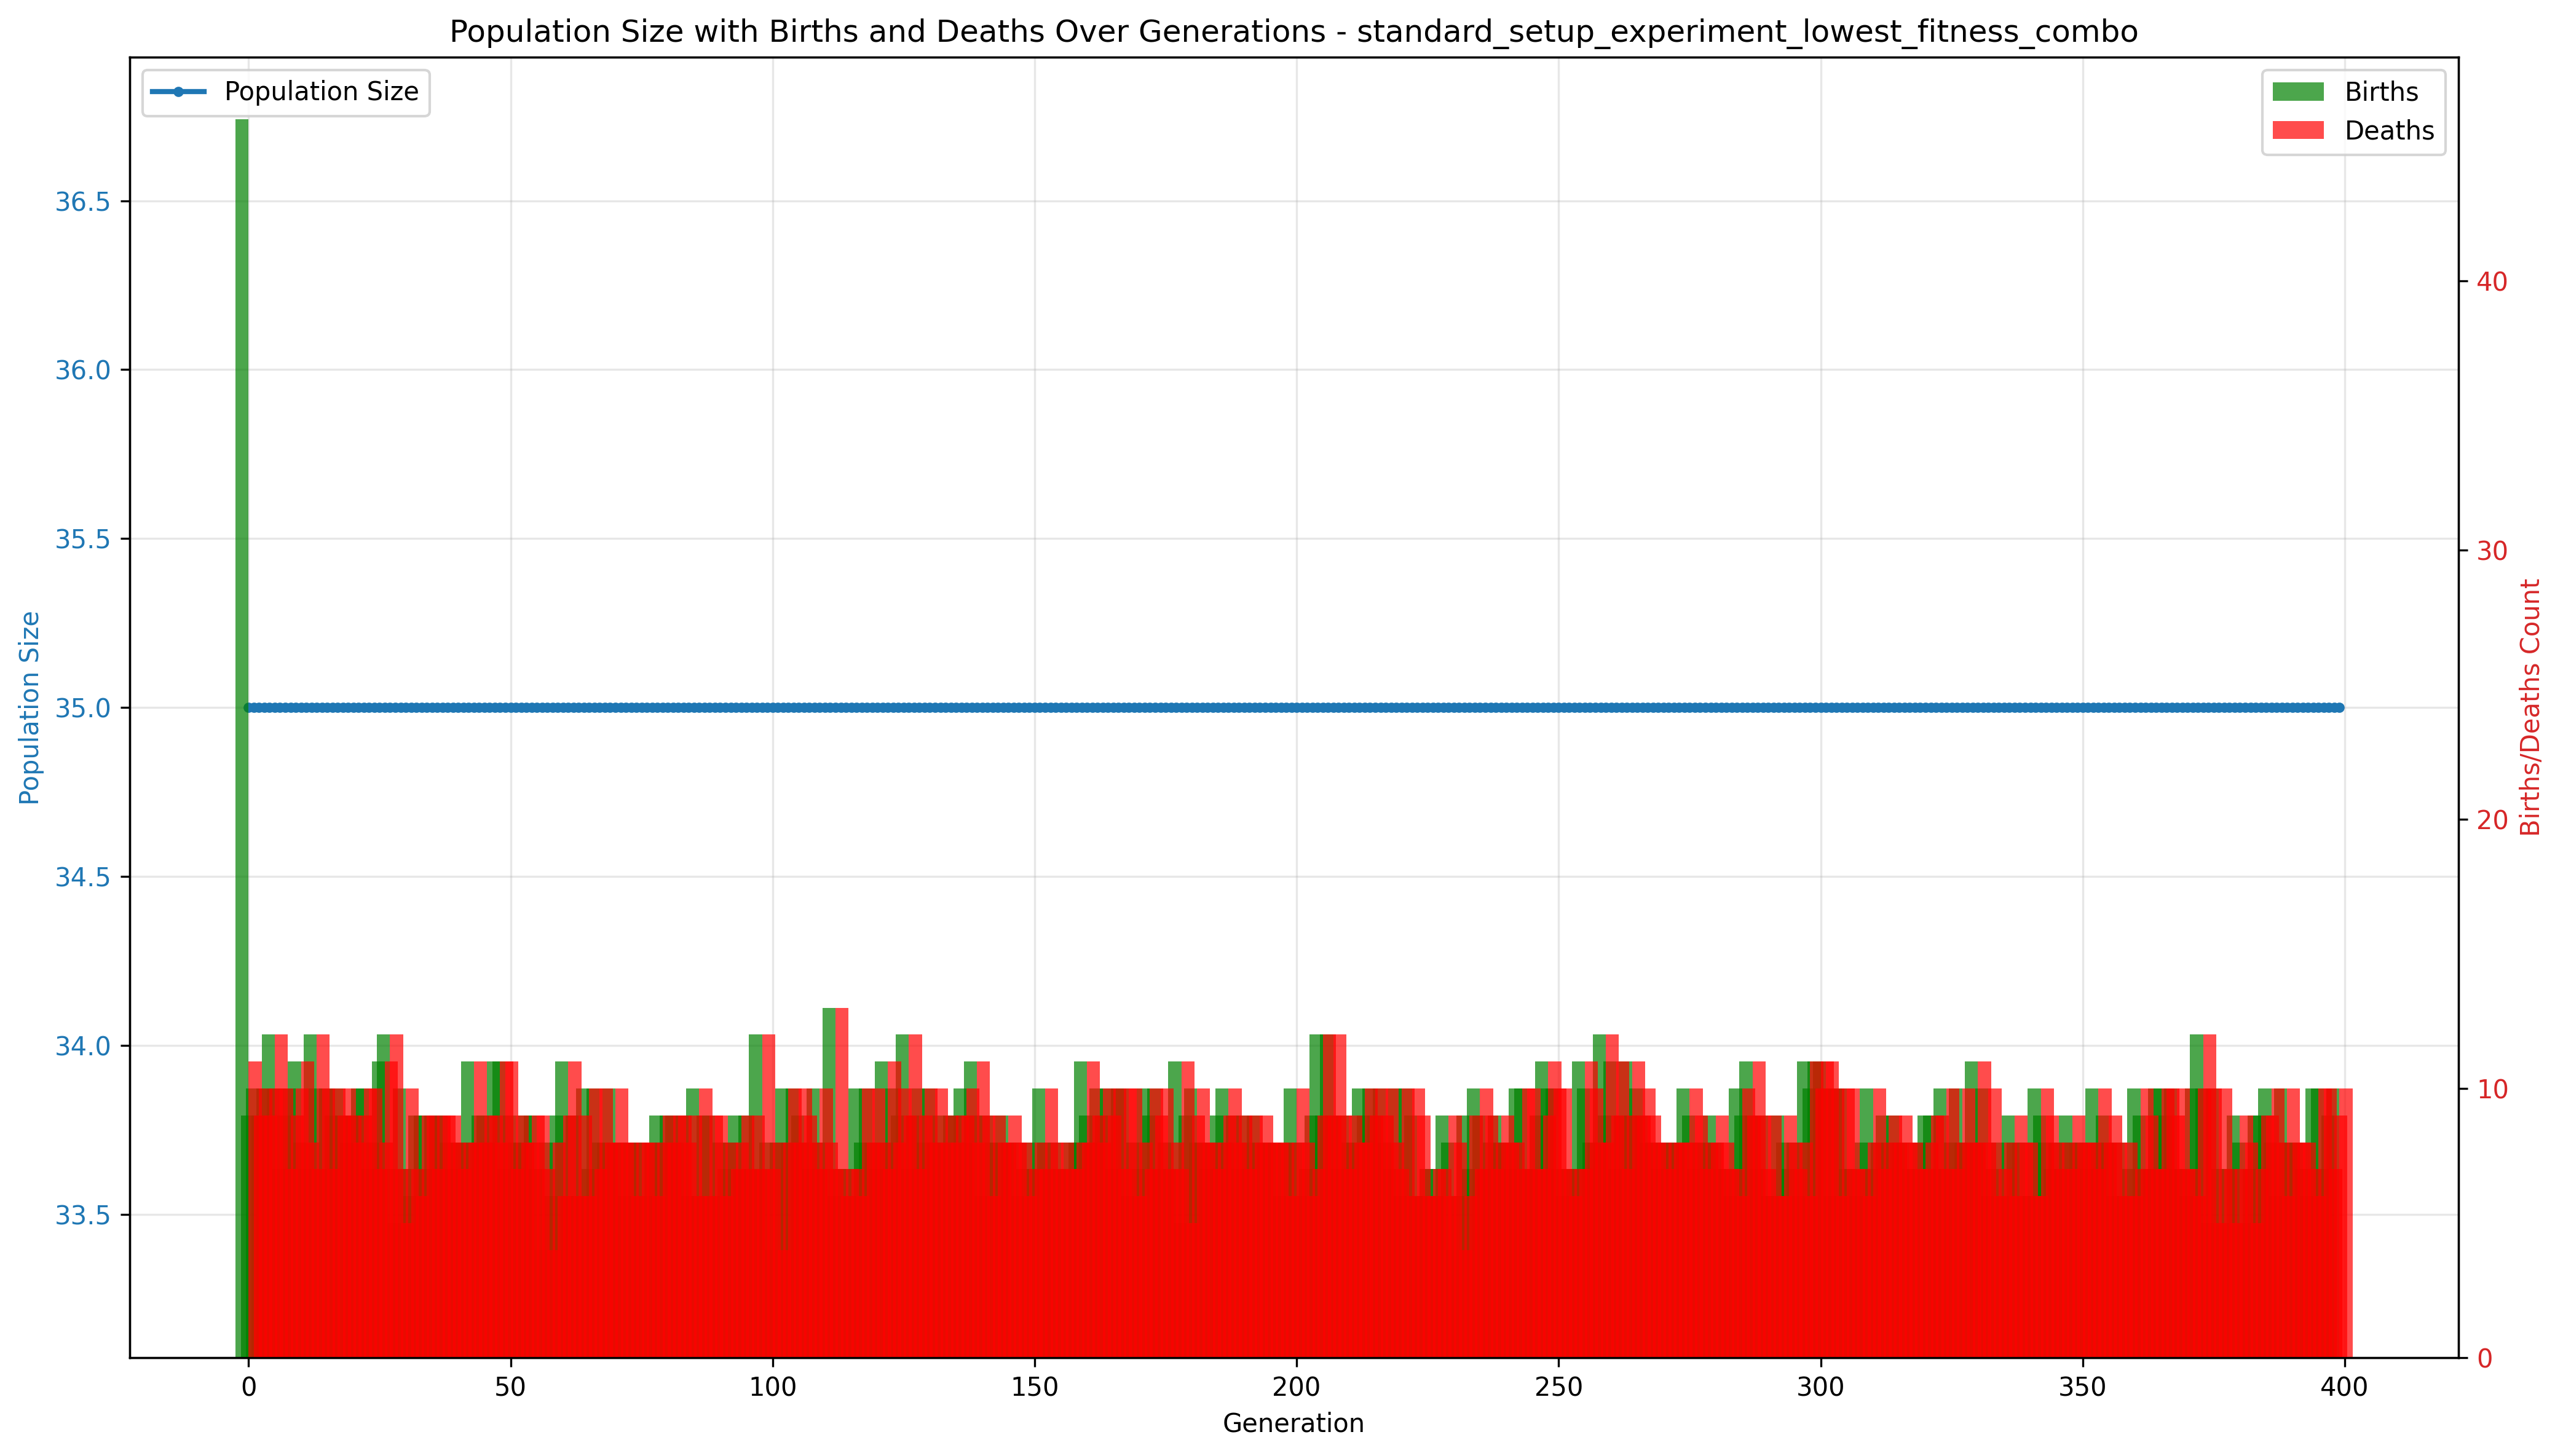 Population Size with Births and Deaths Over Generations - standard_setup_experiment_lowest_fitness_combo
Population Size
Births
Deaths
36.5
36.0
35.5
35.0
34.5
34.0
33.5
Population Size
40
30
20
10
0
Births/Deaths Count
0 50 100 150 200 250 300 350 400
Generation